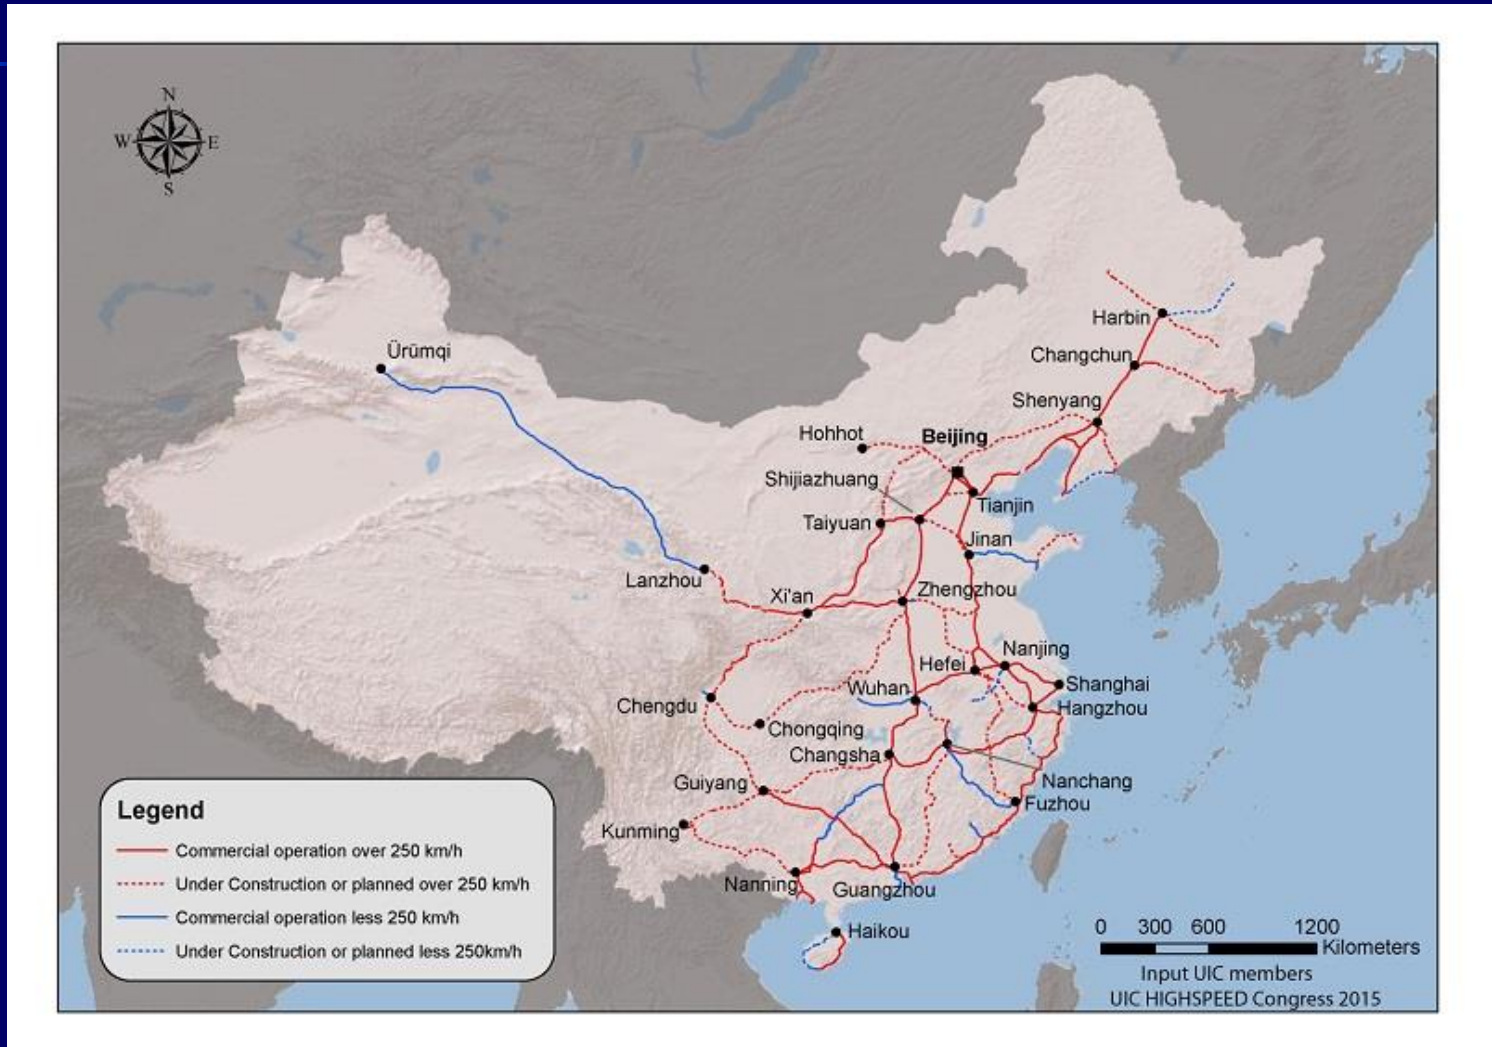 N
W
E
S
Ürümqi
Harbin
Changchun
Shenyang
Hohhot
Beijing
Shijiazhuang
Tianjin
Taiyuan
Jinan
Lanzhou
Xi'an
Zhengzhou
Hefei
Nanjing
Wuhan
Shanghai
Chengdu
Hangzhou
Chongqing
Changsha
Guiyang
Nanchang
Fuzhou
Kunming
Nanning
Guangzhou
Haikou
Legend
Commercial operation over 250 km/h
Under Construction or planned over 250 km/h
Commercial operation less 250 km/h
Under Construction or planned less 250km/h
0 300 600 1200
Kilometers
Input UIC members
UIC HIGHSPEED Congress 2015